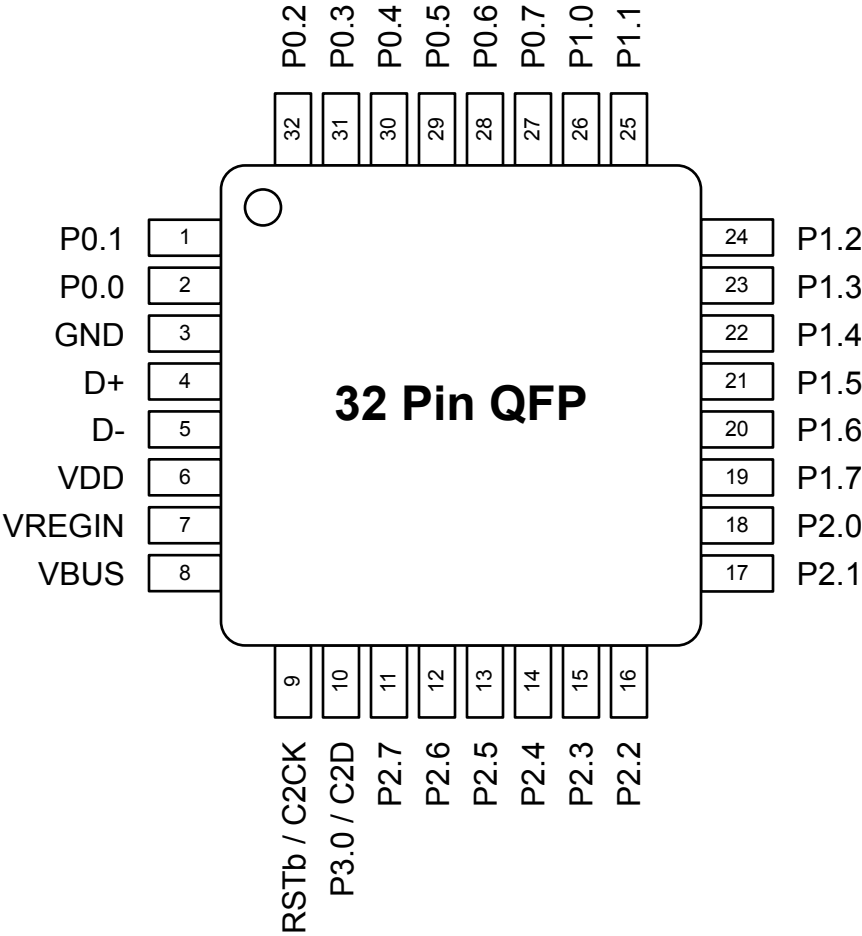 P0.2 P0.3 P0.4 P0.5 P0.6 P0.7 P1.0 P1.1
32 31 30 29 28 27 26 25
P0.1 1 24 P1.2
P0.0 2 23 P1.3
GND 3 22 P1.4
D+ 4 21 P1.5
32 Pin QFP
D- 5 20 P1.6
VDD 6 19 P1.7
VREGIN 7 18 P2.0
VBUS 8 17 P2.1
9 10 11 12 13 14 15 16
RSTb / C2CK P3.0 / C2D P2.7 P2.6 P2.5 P2.4 P2.3 P2.2